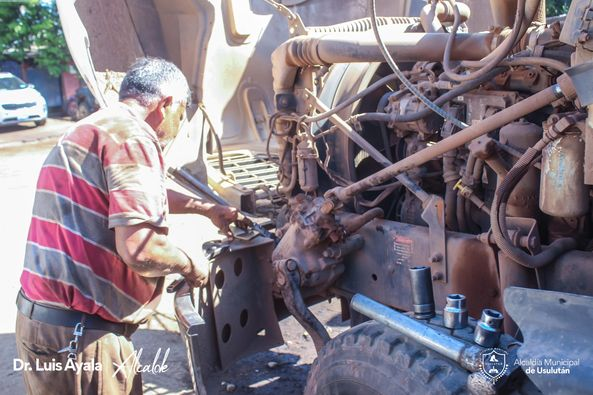 Dr. Luis Ayala Alcalde
Alcaldía Municipal
de Usulután